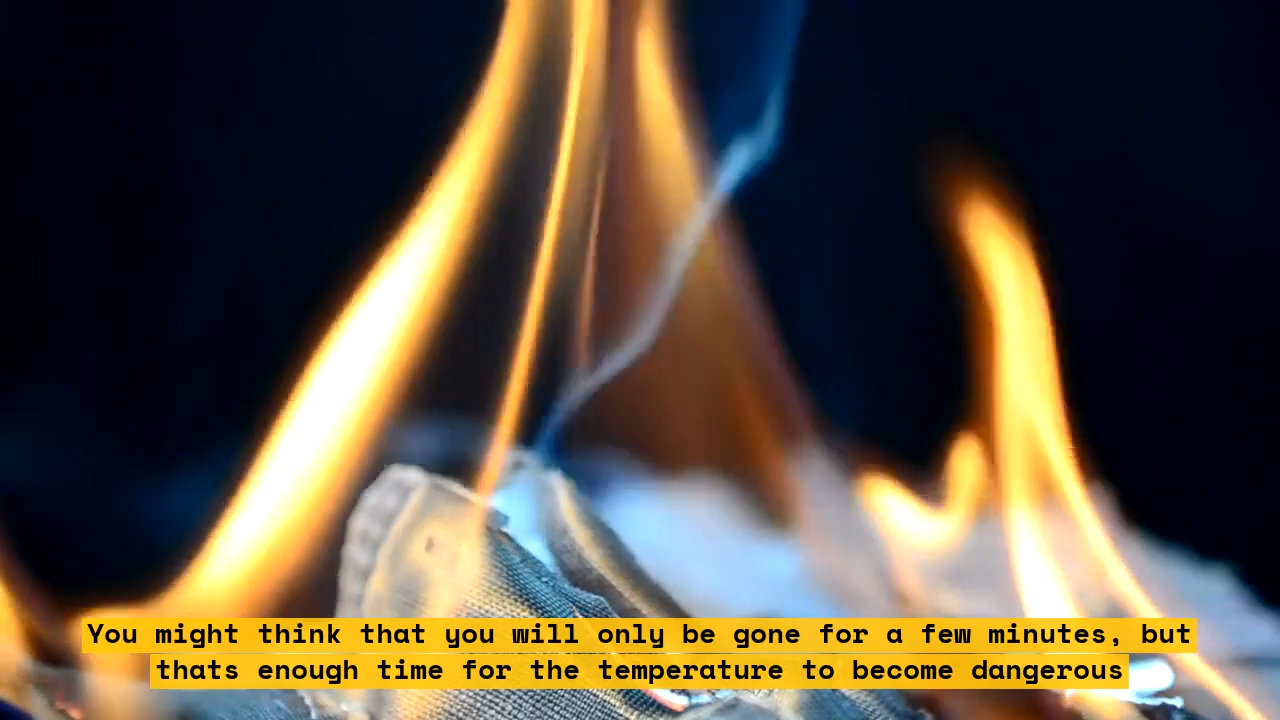 You might think that you will only be gone for a few minutes, but
thats enough time for the temperature to become dangerous